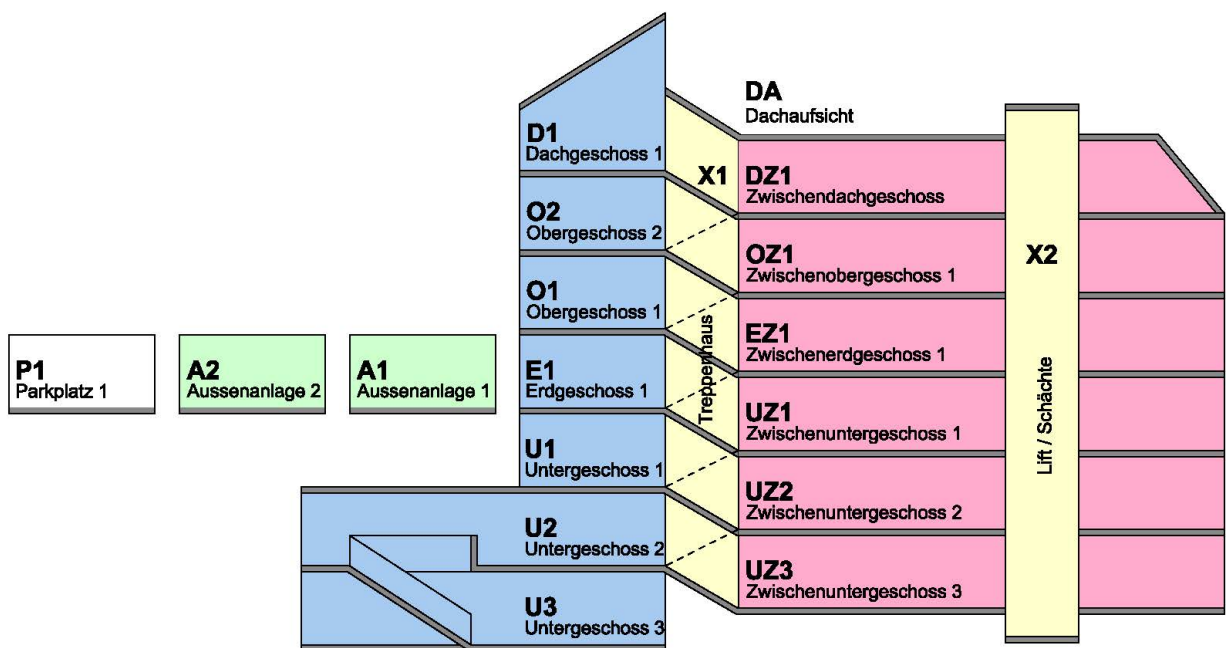 DA
Dachaufsicht
D1
Dachgeschoss 1
X1
DZ1
Zwischendachgeschoss
O2
Obergeschoss 2
OZ1
Zwischenobergeschoss 1
X2
O1
Obergeschoss 1
EZ1
Zwischenerdgeschoss 1
P1
Parkplatz 1
A2
Aussenanlage 2
A1
Aussenanlage 1
E1
Erdgeschoss 1
Treppenhaus
UZ1
Zwischenuntergeschoss 1
Lift / Schächte
U1
Untergeschoss 1
UZ2
Zwischenuntergeschoss 2
U2
Untergeschoss 2
UZ3
Zwischenuntergeschoss 3
U3
Untergeschoss 3